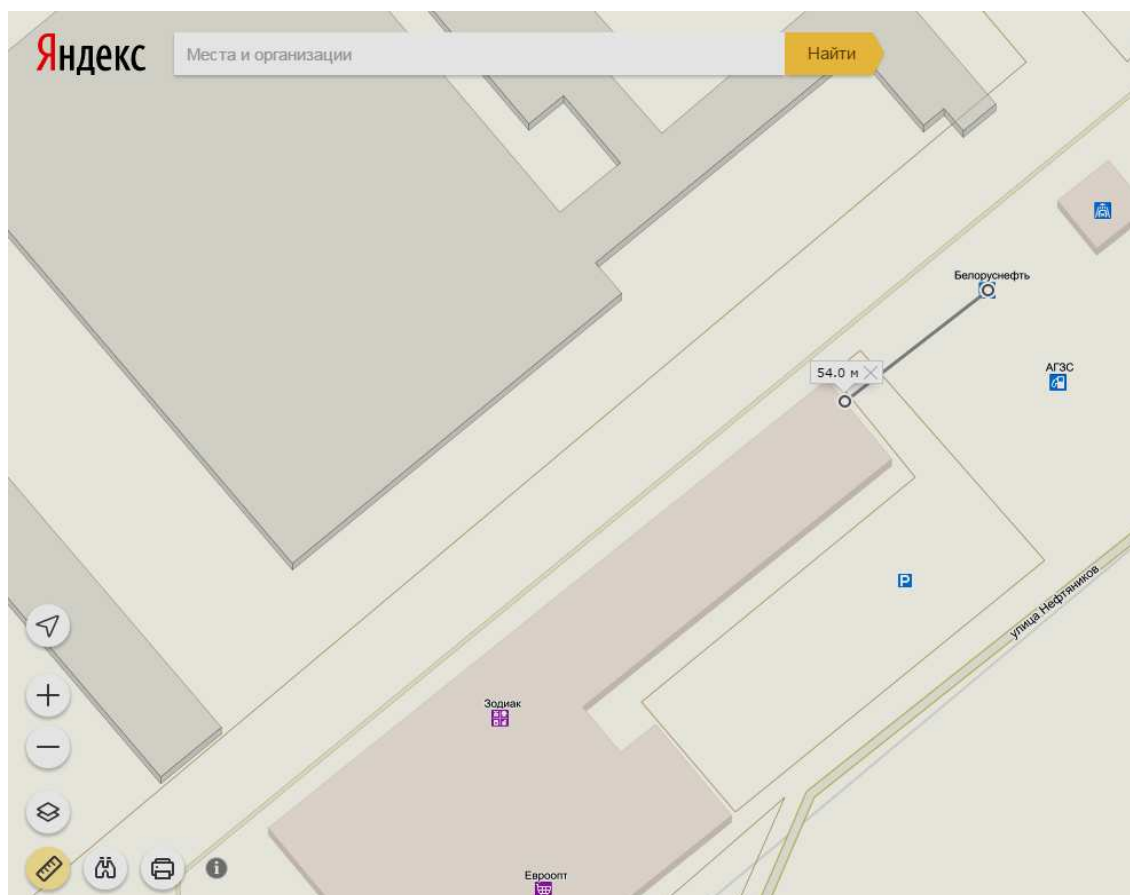 Яндекс
Места и организации
Найти
Белоруснефть
54.0 м
АГЗС
P
улица Нефтяников
Зодиак
Евроопт